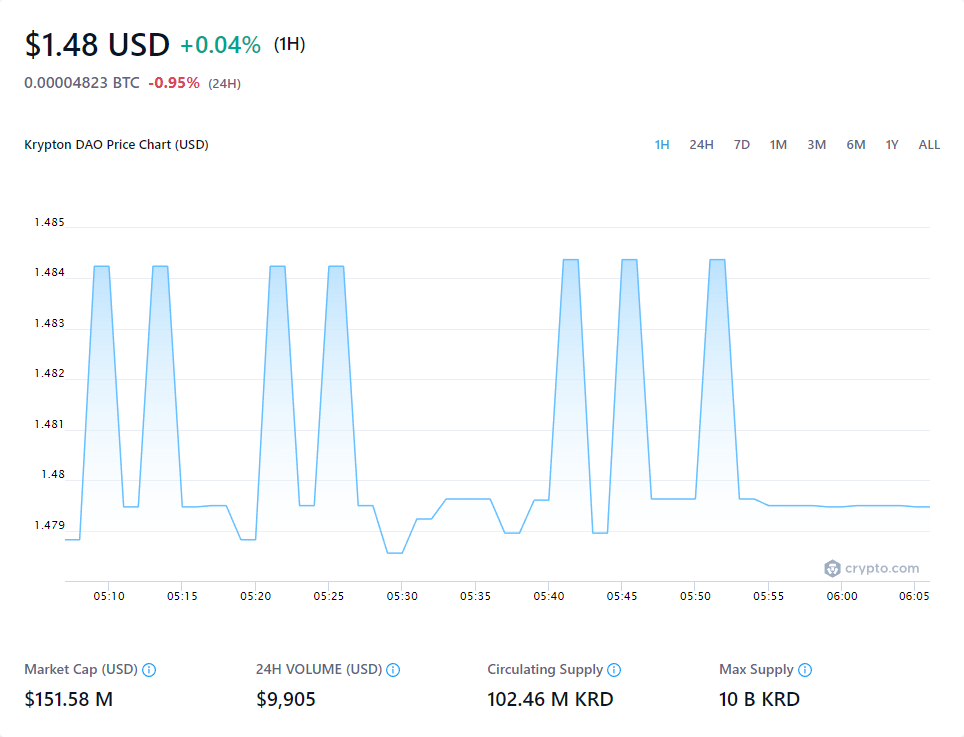 $1.48 USD +0.04% (1H)
0.00004823 BTC -0.95% (24H)
Krypton DAO Price Chart (USD) 1H 24H 7D 1M 3M 6M 1Y ALL
1.485
1.484
1.483
1.482
1.481
1.48
1.479
crypto.com
05:10 05:15 05:20 05:25 05:30 05:35 05:40 05:45 05:50 05:55 06:00 06:05
Market Cap (USD) 24H VOLUME (USD) Circulating Supply Max Supply
$151.58 M $9,905 102.46 M KRD 10 B KRD